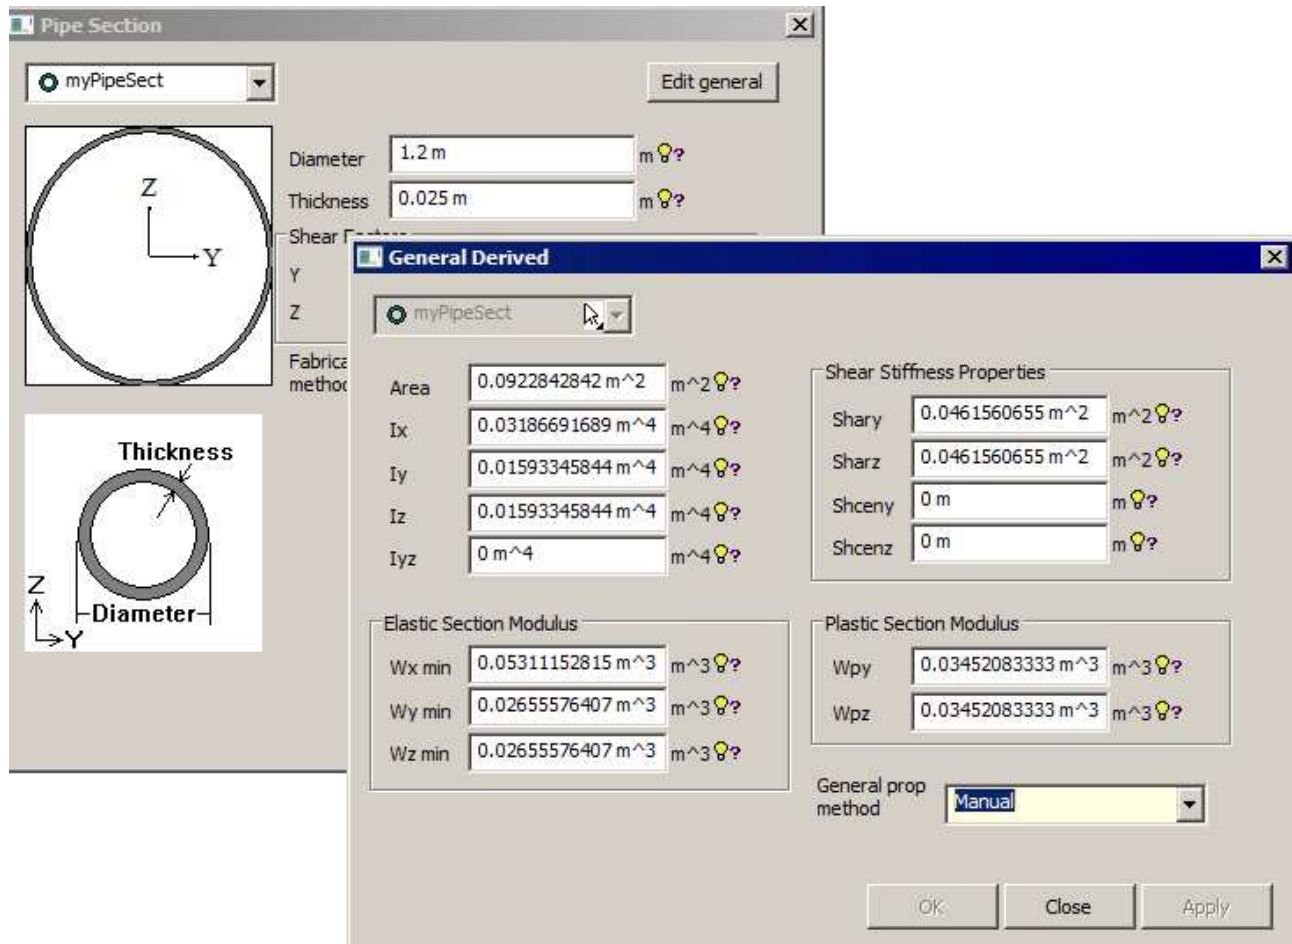 Pipe Section
myPipeSect
Edit general
Z
Y
Diameter 1.2 m m ?
Thickness 0.025 m m ?
Shear
Y
Z
Fabrica
metho
Thickness
Diameter
Z
Y
General Derived
myPipeSect
Area 0.0922842842 m^2 m^2 ?
Ix 0.03186691689 m^4 m^4 ?
Iy 0.01593345844 m^4 m^4 ?
Iz 0.01593345844 m^4 m^4 ?
Iyz 0 m^4 m^4 ?
Shear Stiffness Properties
Shary 0.0461560655 m^2 m^2 ?
Sharz 0.0461560655 m^2 m^2 ?
Shceny 0 m m ?
Shcenz 0 m m ?
Elastic Section Modulus
Wx min 0.05311152815 m^3 m^3 ?
Wy min 0.02655576407 m^3 m^3 ?
Wz min 0.02655576407 m^3 m^3 ?
Plastic Section Modulus
Wpy 0.03452083333 m^3 m^3 ?
Wpz 0.03452083333 m^3 m^3 ?
General prop
method Manual
OK Close Apply